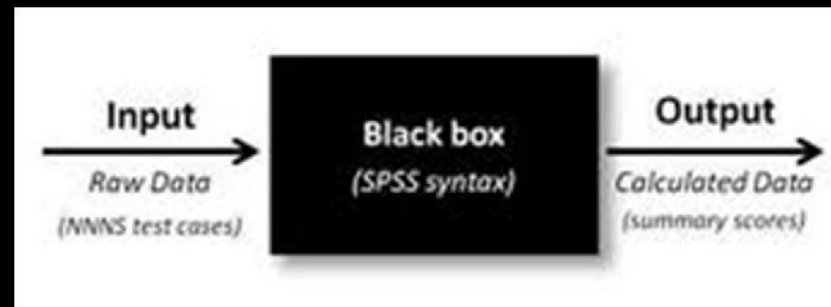 Input
Raw Data
(NNNS test cases)
Black box
(SPSS syntax)
Output
Calculated Data
(summary scores)